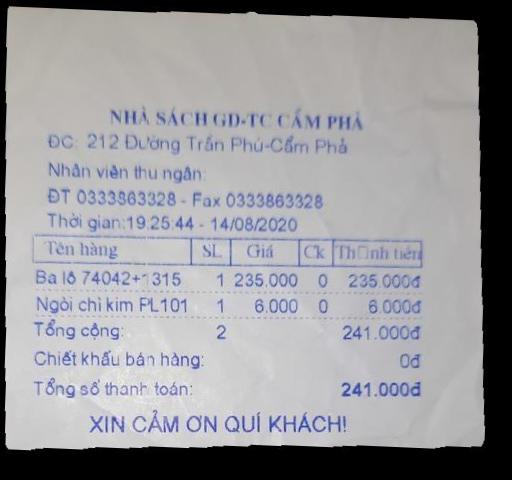 NHÀ SÁCH GD-TC CẨM PHẢ
ĐC: 212 Đường Trần Phú-Cẩm Phả
Nhân viên thu ngân:
ĐT 0333863328 - Fax 0333863328
Thời gian:19:25:44 - 14/08/2020
Tên hàng SL Giá Ck Th□nh tiền
Ba lô 74042+1315 1 235.000 0 235.000đ
Ngòi chì kim PL101 1 6.000 0 6.000đ
Tổng cộng: 2 241.000đ
Chiết khấu bán hàng: 0đ
Tổng số thanh toán: 241.000đ
XIN CẢM ƠN QUÍ KHÁCH!